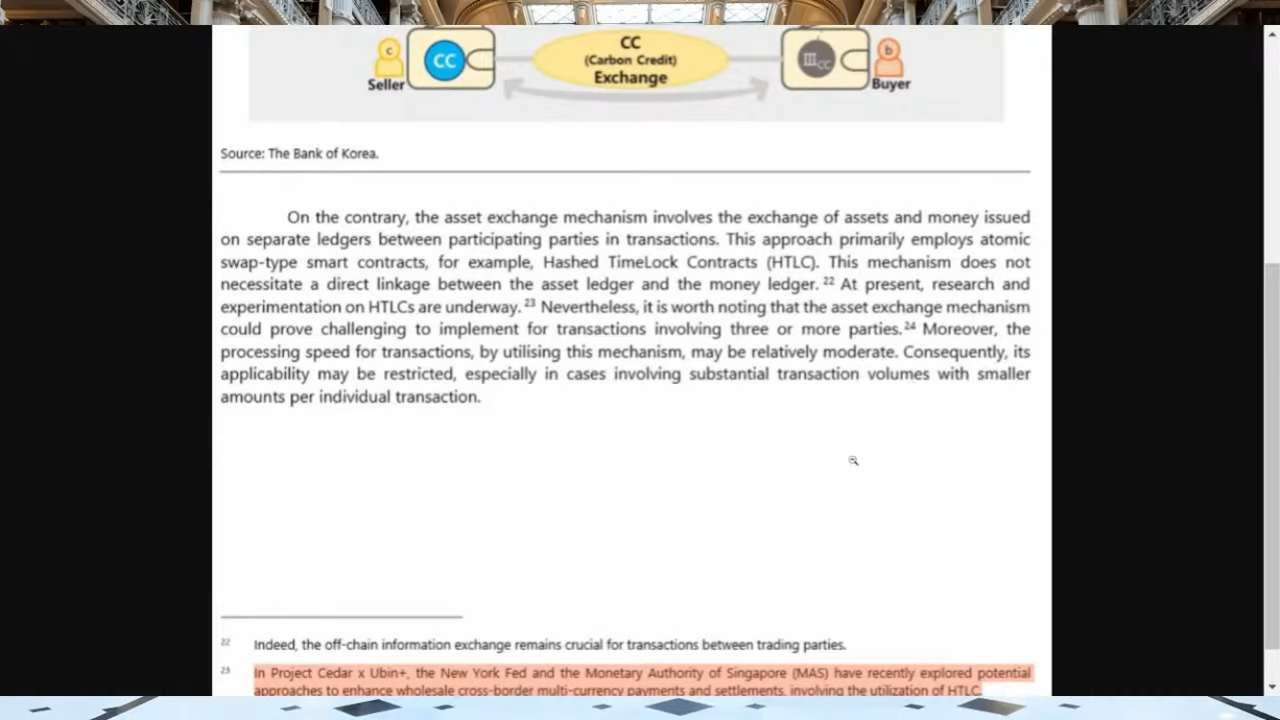 CC
(Carbon Credit)
Exchange
c
CC
Seller
IIICC
b
Buyer
Source: The Bank of Korea.
On the contrary, the asset exchange mechanism involves the exchange of assets and money issued
on separate ledgers between participating parties in transactions. This approach primarily employs atomic
swap-type smart contracts, for example, Hashed TimeLock Contracts (HTLC). This mechanism does not
necessitate a direct linkage between the asset ledger and the money ledger. 22 At present, research and
experimentation on HTLCs are underway. 23 Nevertheless, it is worth noting that the asset exchange mechanism
could prove challenging to implement for transactions involving three or more parties.24 Moreover, the
processing speed for transactions, by utilising this mechanism, may be relatively moderate. Consequently, its
applicability may be restricted, especially in cases involving substantial transaction volumes with smaller
amounts per individual transaction.
22 Indeed, the off-chain information exchange remains crucial for transactions between trading parties.
23 In Project Cedar x Ubin+, the New York Fed and the Monetary Authority of Singapore (MAS) have recently explored potential
approaches to enhance wholesale cross-border multi-currency payments and settlements, involving the utilization of HTLC.